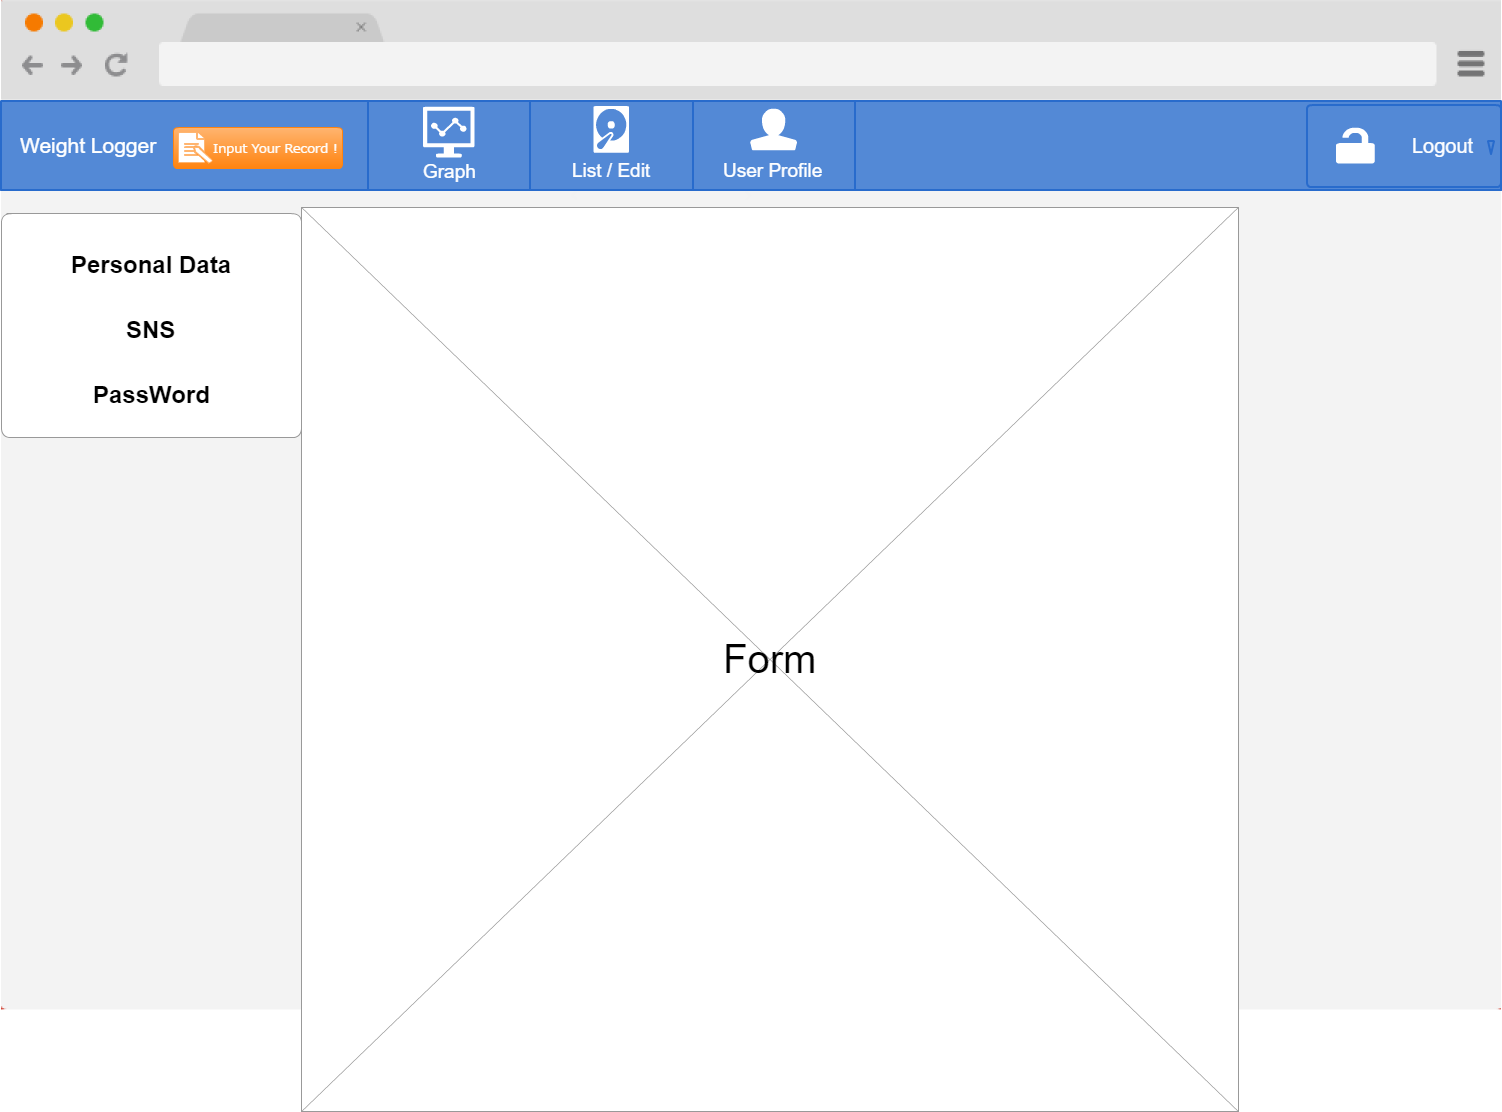 Weight Logger
Input Your Record !
Graph
List / Edit
User Profile
Logout
Personal Data
SNS
PassWord
Form